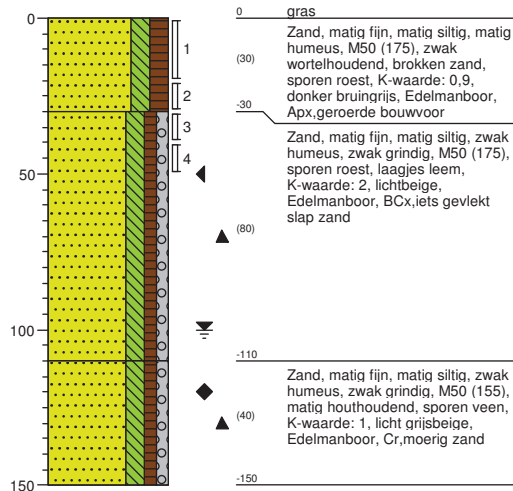 0
50
100
150
1
2
3
4
0 gras
(30)
Zand, matig fijn, matig siltig, matig
humeus, M50 (175), zwak
wortelhoudend, brokken zand,
sporen roest, K-waarde: 0,9,
donker bruingrijs, Edelmanboor,
Apx,geroerde bouwvoor
-30
Zand, matig fijn, matig siltig, zwak
humeus, zwak grindig, M50 (175),
sporen roest, laagjes leem,
K-waarde: 2, lichtbeige,
Edelmanboor, BCx,iets gevlekt
slap zand
(80)
-110
Zand, matig fijn, matig siltig, zwak
humeus, zwak grindig, M50 (155),
matig houthoudend, sporen veen,
K-waarde: 1, licht grijsbeige,
Edelmanboor, Cr,moerig zand
(40)
-150